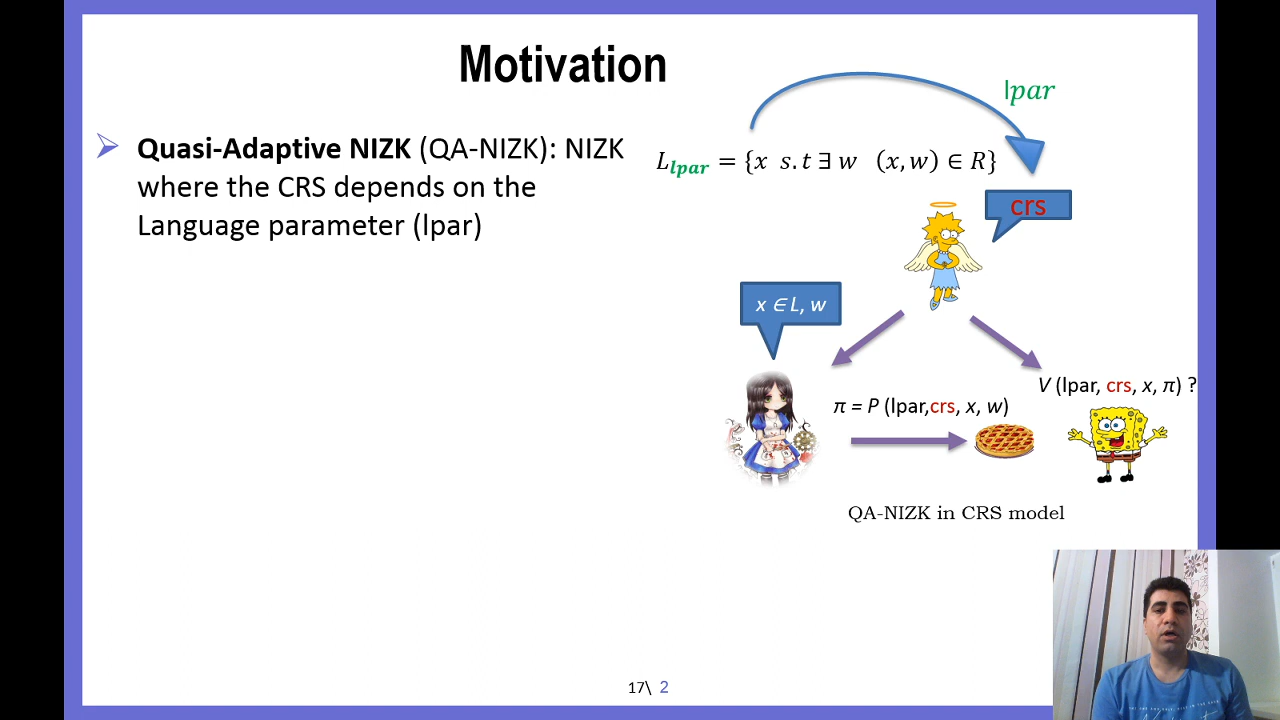 Motivation
lpar
➢ Quasi-Adaptive NIZK (QA-NIZK): NIZK
where the CRS depends on the
Language parameter (lpar)
L_lpar = {x s.t ∃ w (x, w) ∈ R}
crs
x ∈ L, w
V (lpar, crs, x, π) ?
π = P (lpar,crs, x, w)
QA-NIZK in CRS model
17\ 2